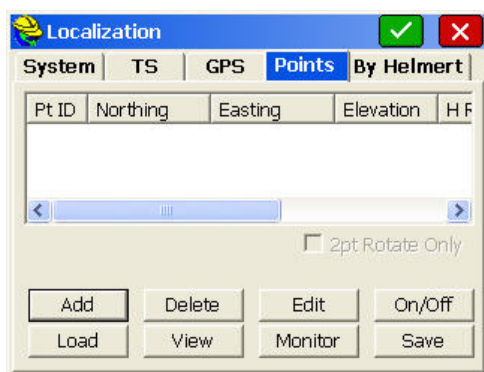 Localization
System TS GPS Points By Helmert
Pt ID Northing Easting Elevation H
2pt Rotate Only
Add Delete Edit On/Off
Load View Monitor Save